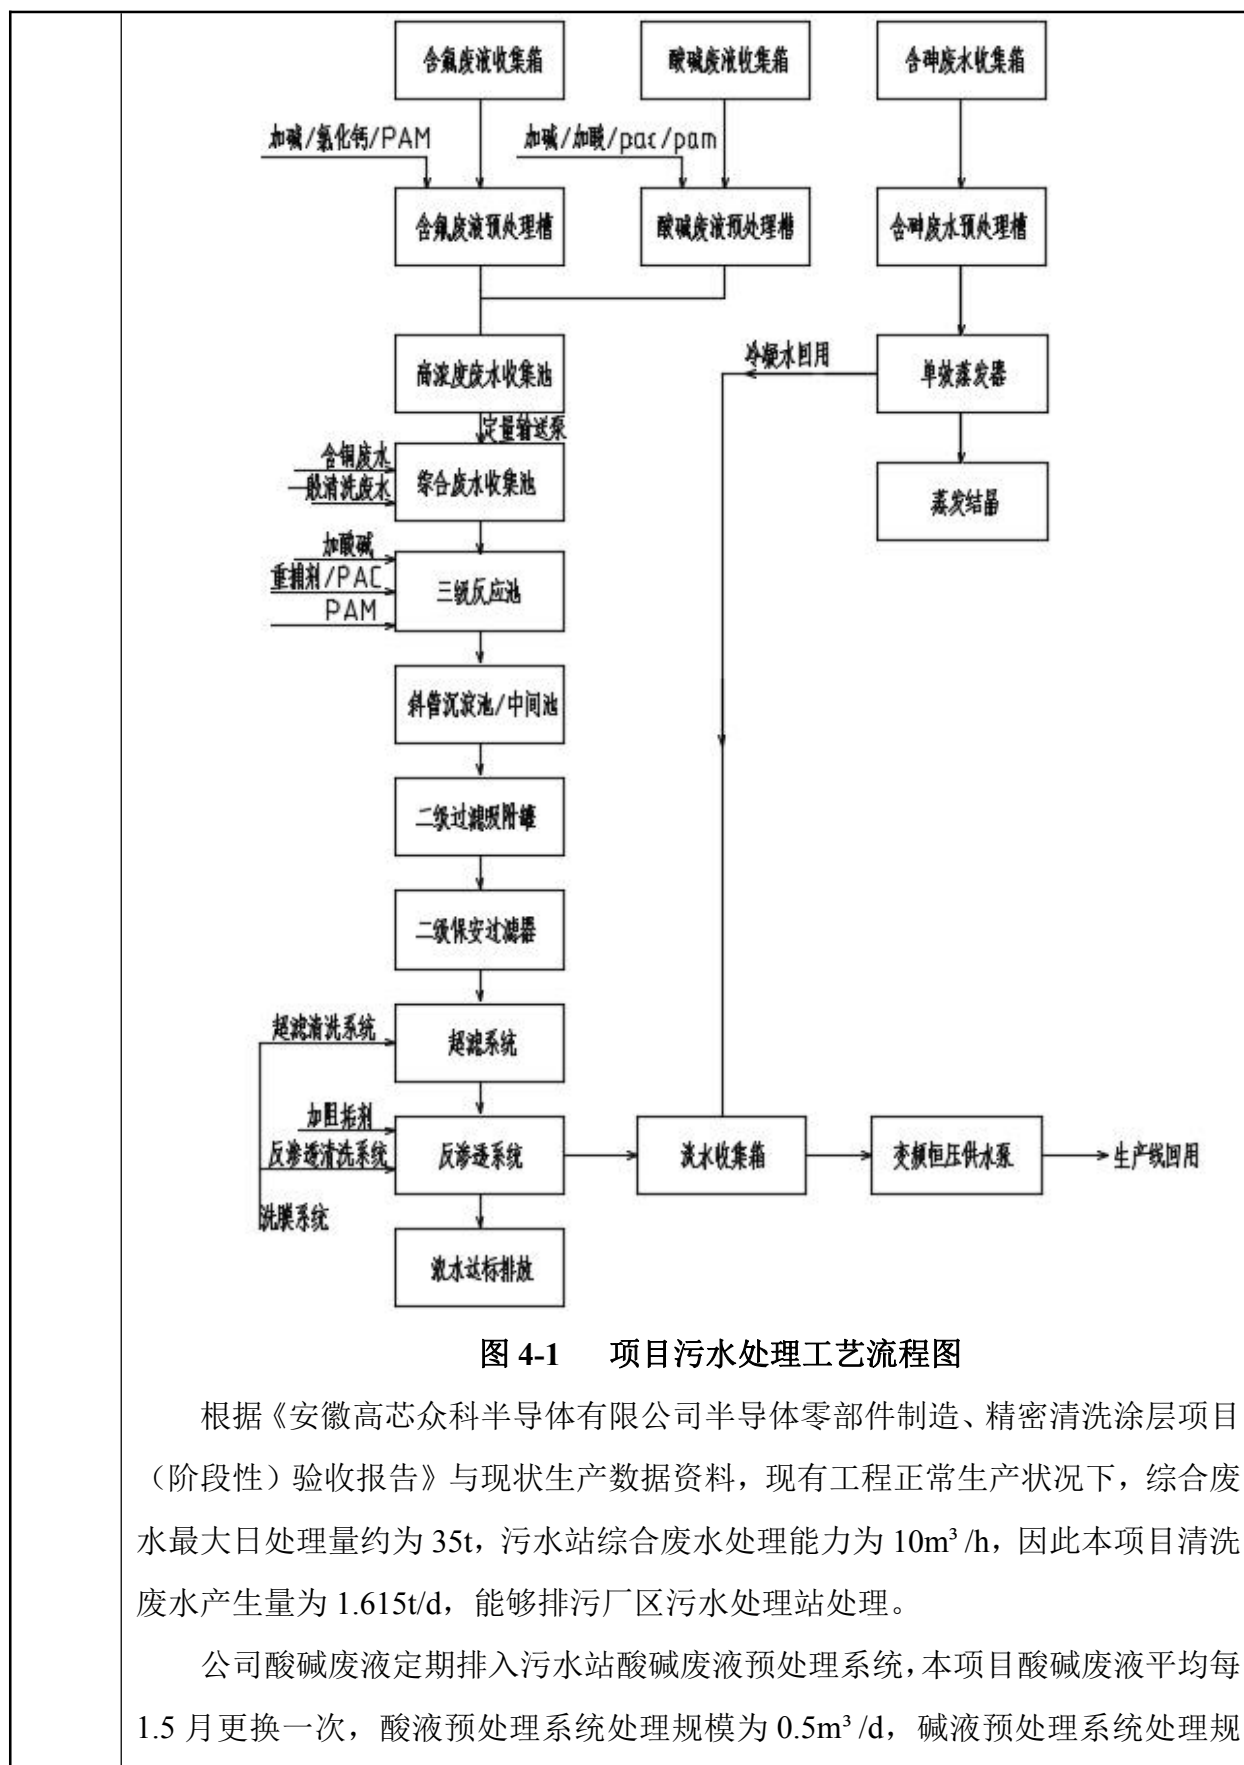 含氟废液收集箱
酸碱废液收集箱
含砷废水收集箱
加碱/氯化钙/PAM
加碱/加酸/pac/pam
含氟废液预处理槽
酸碱废液预处理槽
含砷废水预处理槽
高浓度废水收集池
冷凝水回用
单效蒸发器
定量输送泵
含铜废水
一般清洗废水
综合废水收集池
蒸发结晶
加酸碱
重捕剂/PAC
PAM
三级反应池
斜管沉淀池/中间池
二级过滤吸附罐
二级保安过滤器
超滤清洗系统
超滤系统
加阻垢剂
反渗透清洗系统
反渗透系统
淡水收集箱
变频恒压供水泵
生产线回用
洗膜系统
浓水达标排放
图 4-1 项目污水处理工艺流程图
根据《安徽高芯众科半导体有限公司半导体零部件制造、精密清洗涂层项目
（阶段性）验收报告》与现状生产数据资料，现有工程正常生产状况下，综合废
水最大日处理量约为 35t，污水站综合废水处理能力为 10m³/h，因此本项目清洗
废水产生量为 1.615t/d，能够排污厂区污水处理站处理。
公司酸碱废液定期排入污水站酸碱废液预处理系统，本项目酸碱废液平均每
1.5 月更换一次，酸液预处理系统处理规模为 0.5m³/d，碱液预处理系统处理规